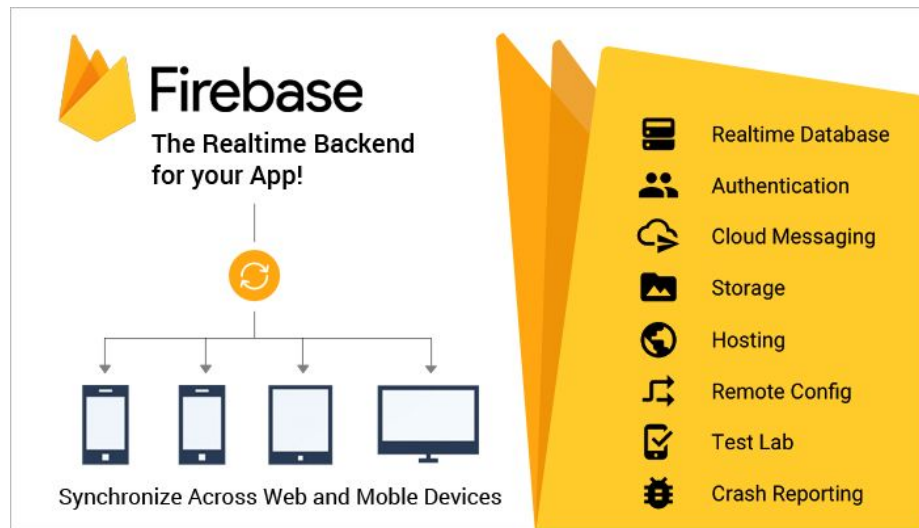 Firebase
The Realtime Backend
for your App!
Synchronize Across Web and Moble Devices
Realtime Database
Authentication
Cloud Messaging
Storage
Hosting
Remote Config
Test Lab
Crash Reporting